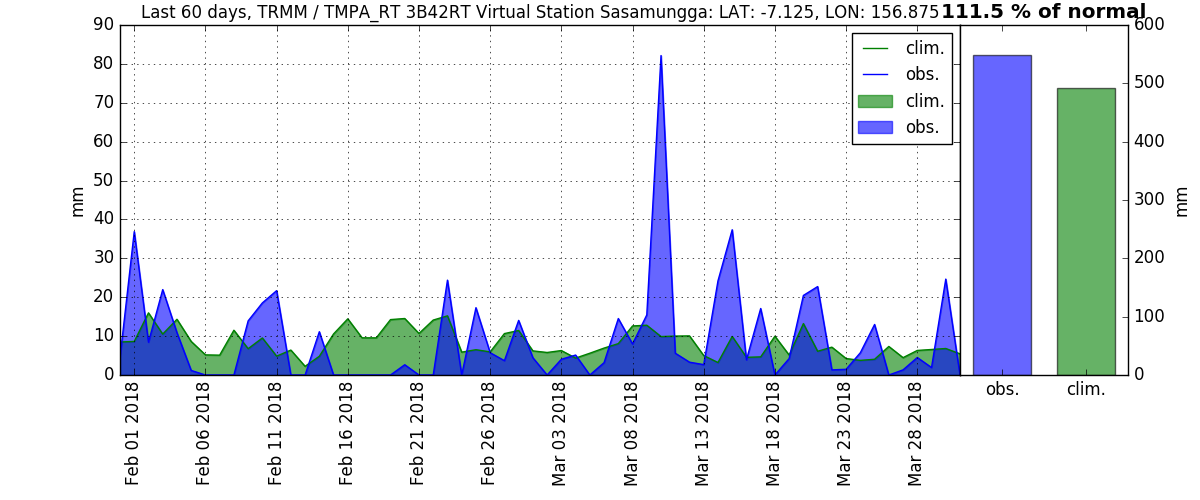 Last 60 days, TRMM / TMPA_RT 3B42RT Virtual Station Sasamungga: LAT: -7.125, LON: 156.875
111.5 % of normal
90
80
70
60
50
40
30
20
10
0
mm
clim.
obs.
clim.
obs.
Feb 01 2018
Feb 06 2018
Feb 11 2018
Feb 16 2018
Feb 21 2018
Feb 26 2018
Mar 03 2018
Mar 08 2018
Mar 13 2018
Mar 18 2018
Mar 23 2018
Mar 28 2018
600
500
400
300
200
100
0
mm
obs.
clim.